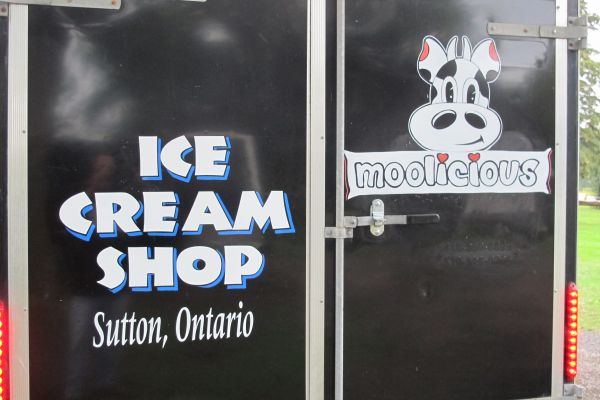 ICE
CREAM
SHOP
Sutton, Ontario
moolicious